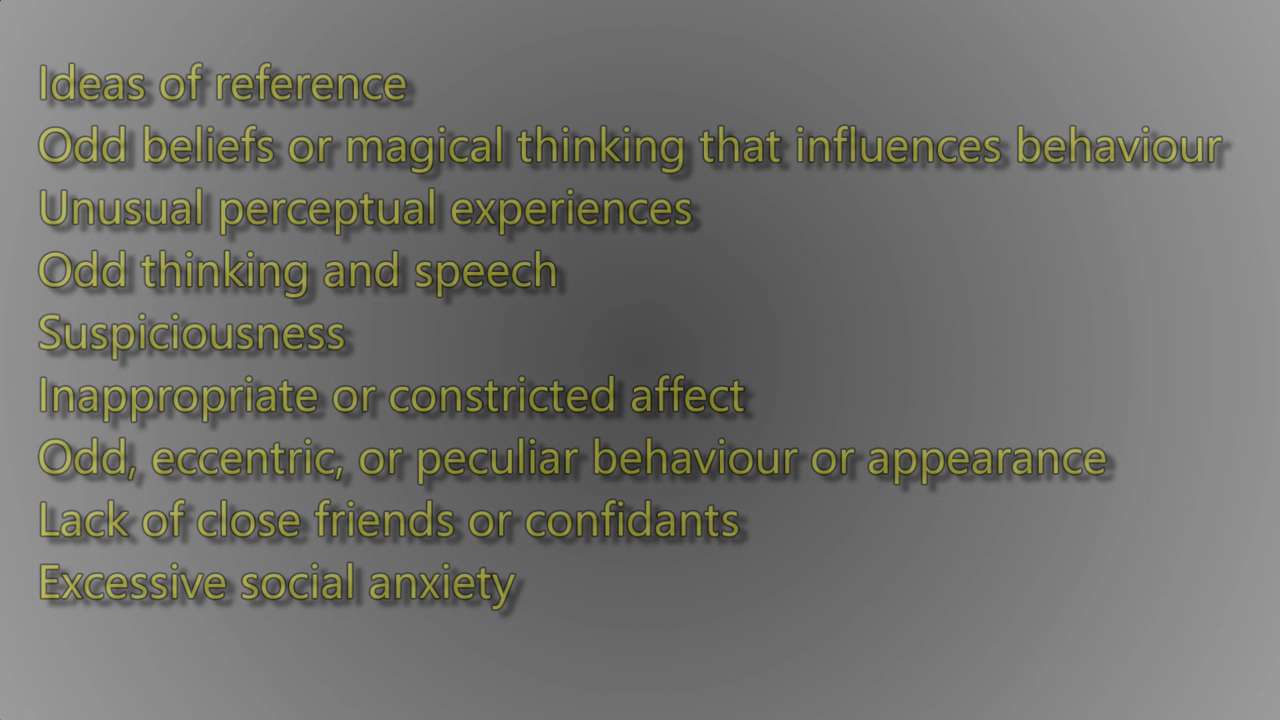 Ideas of reference
Odd beliefs or magical thinking that influences behaviour
Unusual perceptual experiences
Odd thinking and speech
Suspiciousness
Inappropriate or constricted affect
Odd, eccentric, or peculiar behaviour or appearance
Lack of close friends or confidants
Excessive social anxiety